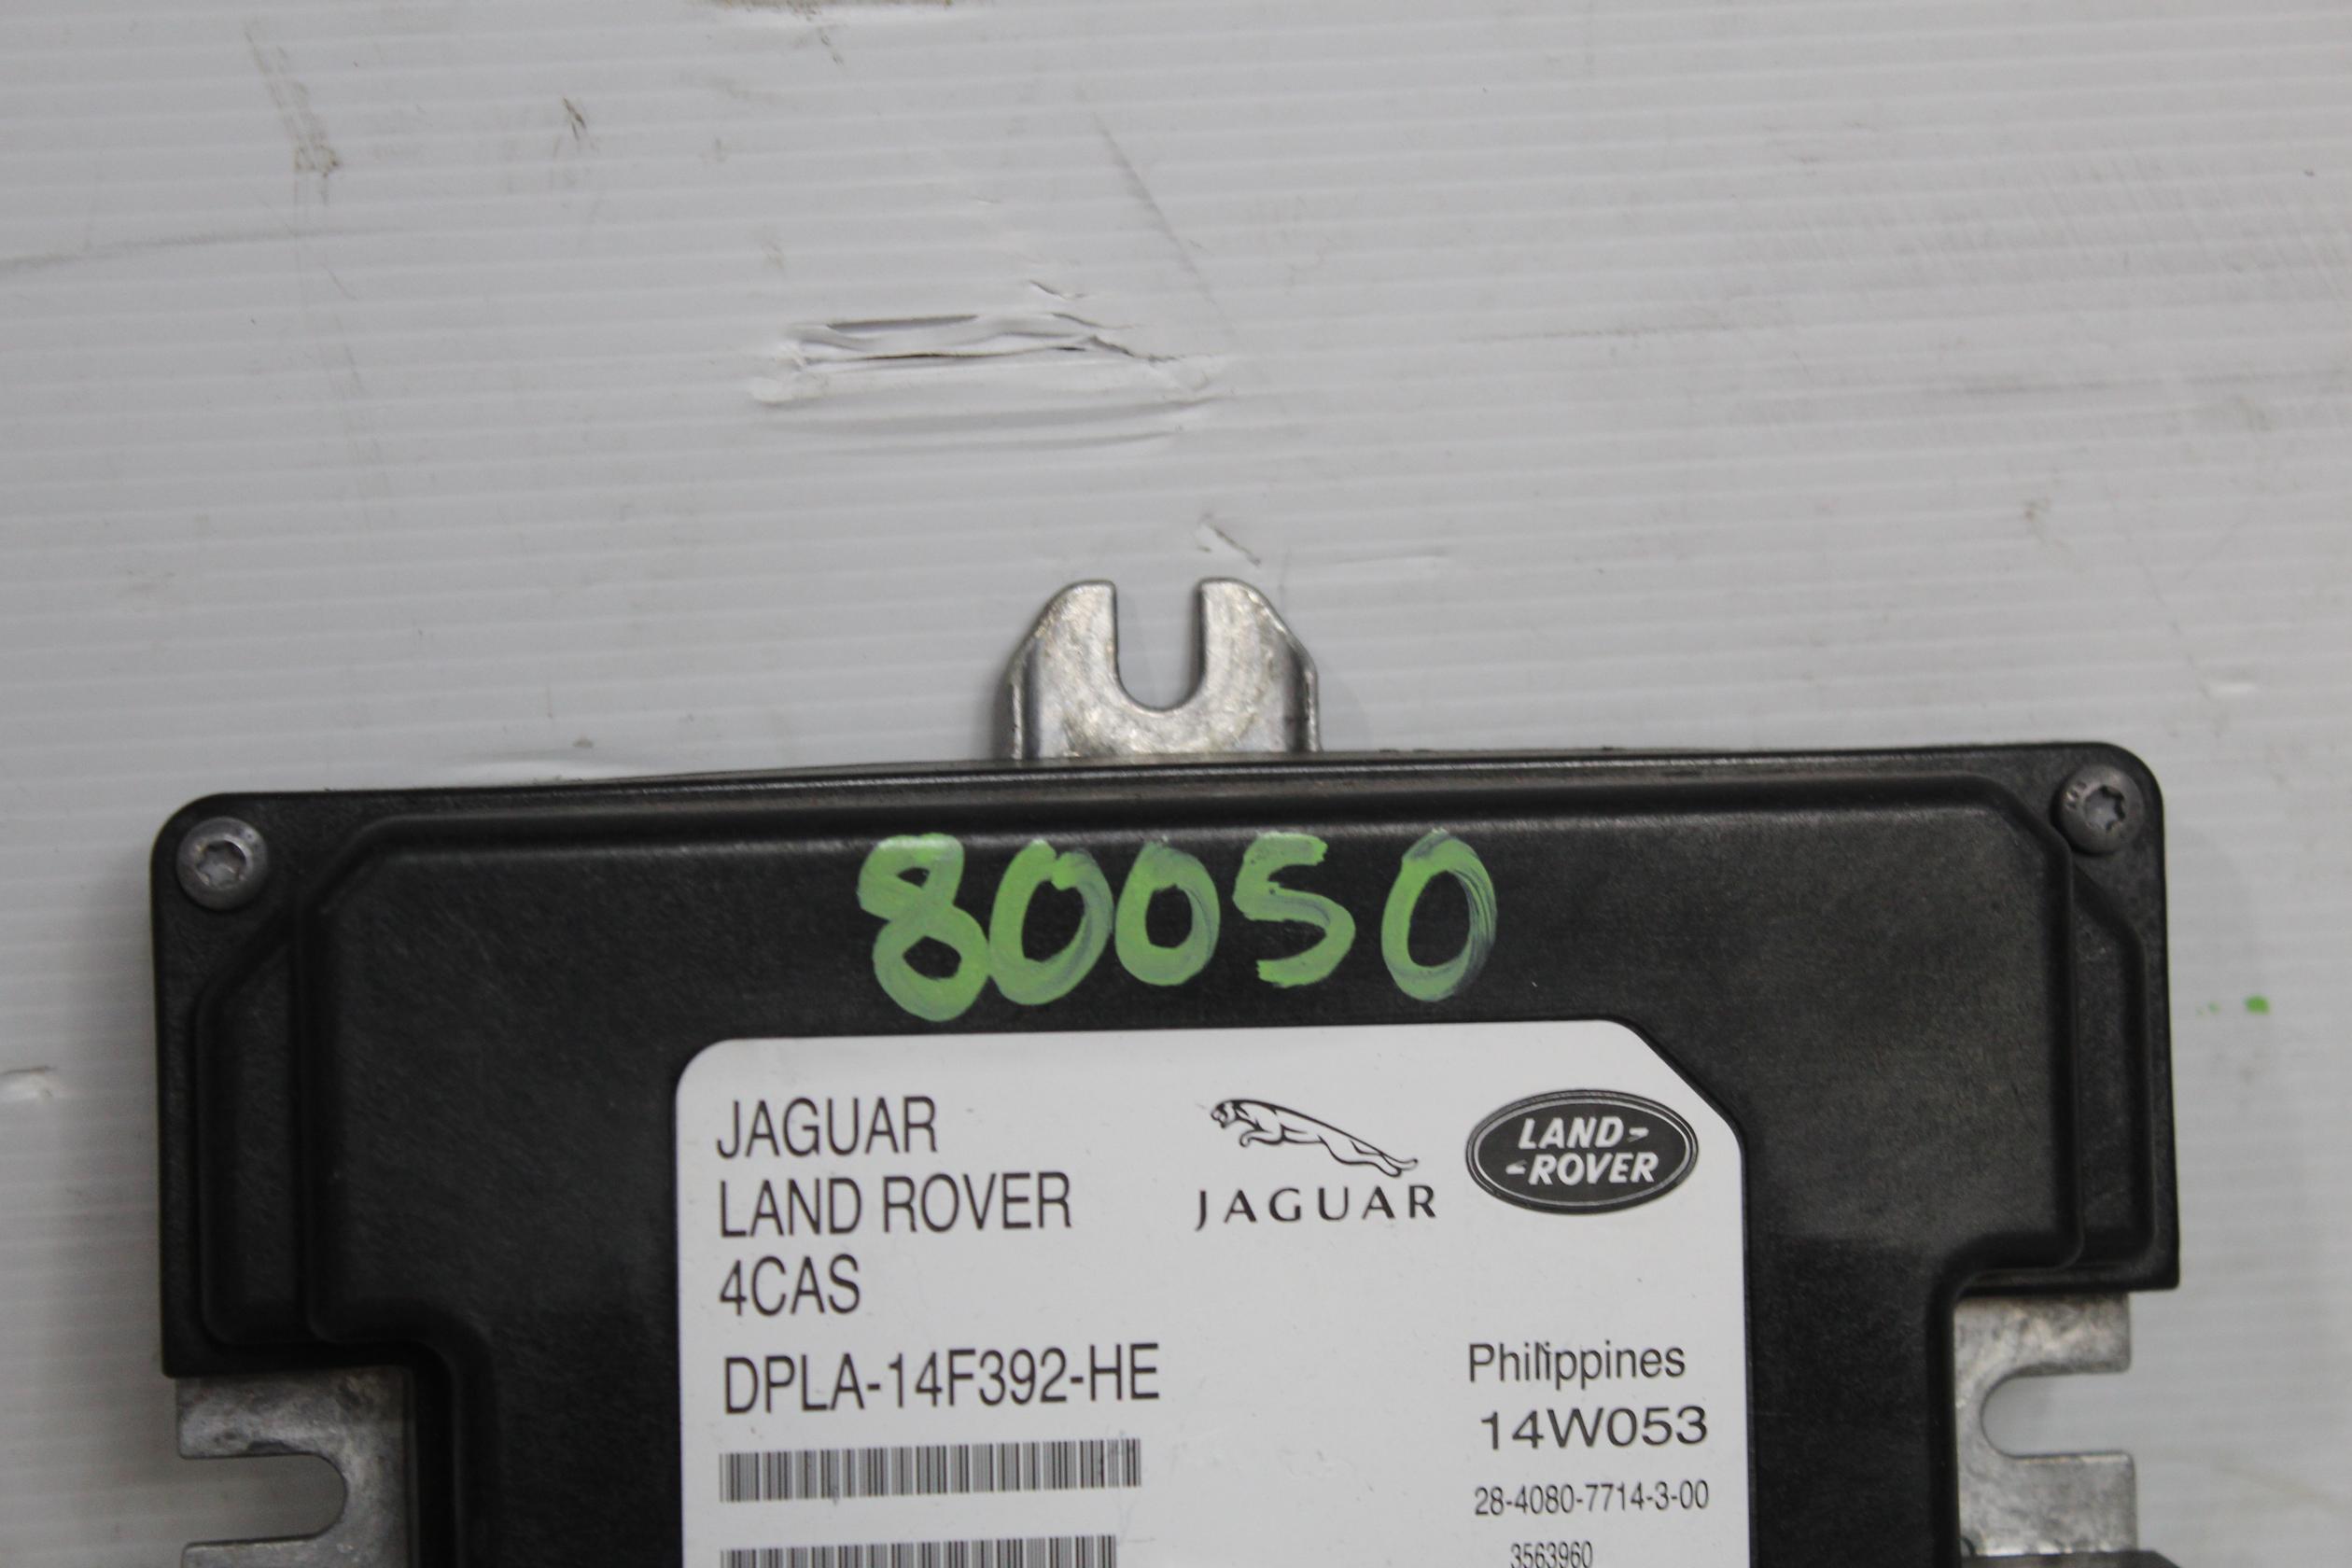 80050
JAGUAR
LAND ROVER
4CAS
DPLA-14F392-HE
JAGUAR
LAND-
-ROVER
Philippines
14W053
28-4080-7714-3-00
3563960